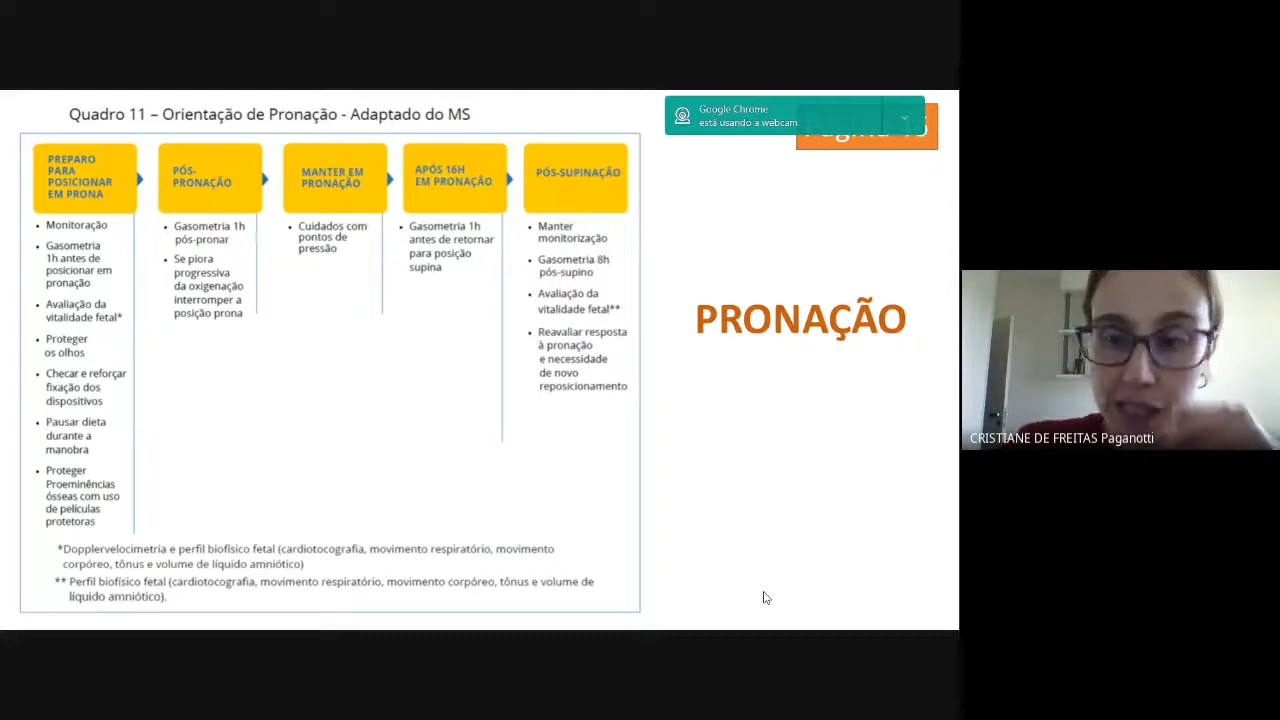 Quadro 11 – Orientação de Pronação - Adaptado do MS
Google Chrome
está usando a webcam
PREPARO
PARA
POSICIONAR
EM PRONA
• Monitoração
• Gasometria
1h antes de
posicionar em
pronação
• Avaliação da
vitalidade fetal*
• Proteger
os olhos
• Checar e reforçar
fixação dos
dispositivos
• Pausar dieta
durante a
manobra
• Proteger
Proeminências
ósseas com uso
de películas
protetoras
PÓS-
PRONAÇÃO
• Gasometria 1h
pós-pronar
• Se piora
progressiva
da oxigenação
interromper a
posição prona
MANTER EM
PRONAÇÃO
• Cuidados com
pontos de
pressão
APÓS 16H
EM PRONAÇÃO
• Gasometria 1h
antes de retornar
para posição
supina
PÓS-SUPINAÇÃO
• Manter
monitorização
• Gasometria 8h
pós-supino
• Avaliação da
vitalidade fetal**
• Reavaliar resposta
à pronação
e necessidade
de novo
reposicionamento
*Dopplervelocimetria e perfil biofísico fetal (cardiotocografia, movimento respiratório, movimento
corpóreo, tônus e volume de líquido amniótico)
** Perfil biofísico fetal (cardiotocografia, movimento respiratório, movimento corpóreo, tônus e volume de
líquido amniótico).
PRONAÇÃO
CRISTIANE DE FREITAS Paganotti